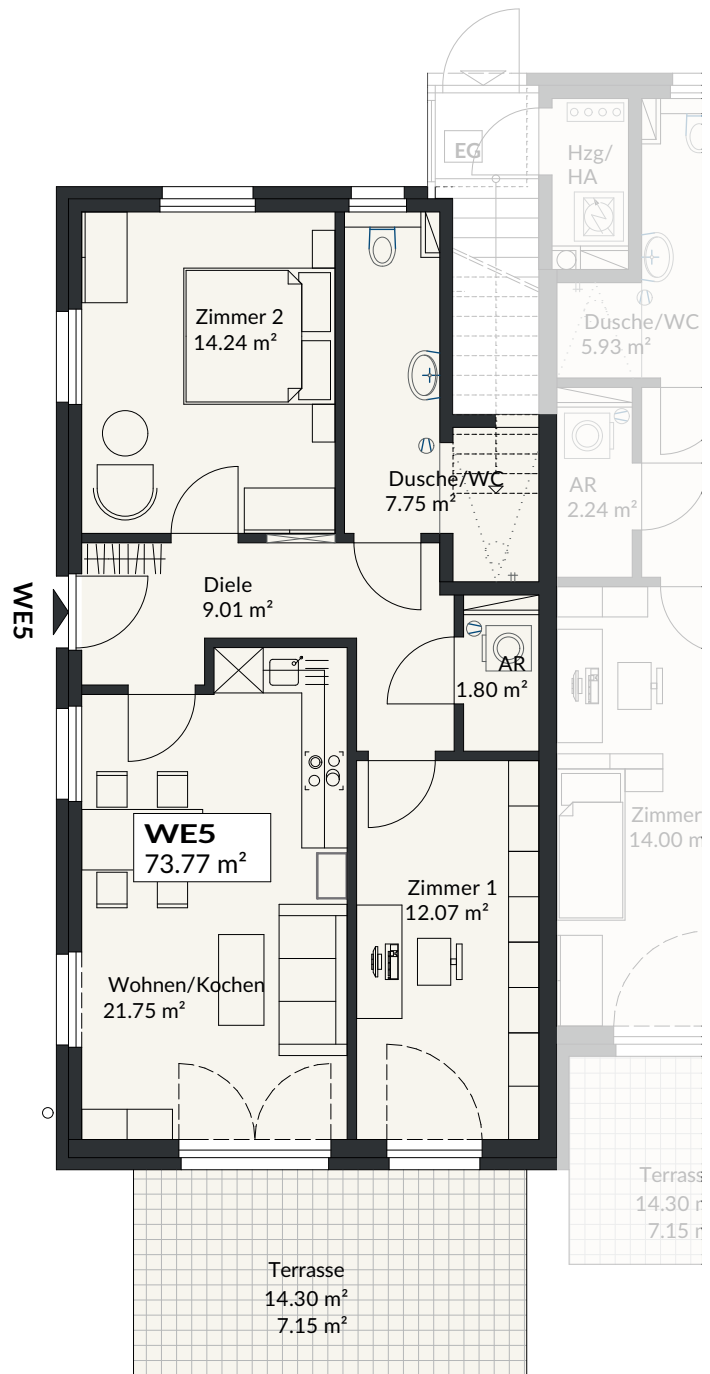 EG
Hzg/
HA
Dusche/WC
5.93 m²
Zimmer 2
14.24 m²
Dusche/WC
7.75 m²
AR
2.24 m²
WE5
Diele
9.01 m²
AR
1.80 m²
WE5
73.77 m²
Zimmer
14.00 m
Zimmer 1
12.07 m²
Wohnen/Kochen
21.75 m²
Terrass
14.30 m
7.15 m
Terrasse
14.30 m²
7.15 m²